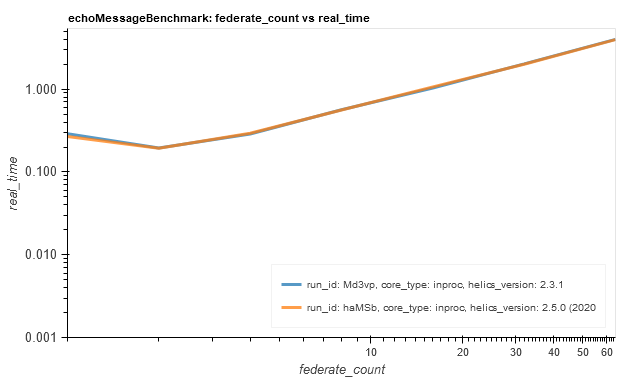 echoMessageBenchmark: federate_count vs real_time
1.000
0.100
0.010
0.001
real_time
run_id: Md3vp, core_type: inproc, helics_version: 2.3.1
run_id: haMSb, core_type: inproc, helics_version: 2.5.0 (2020
10 20 30 40 50 60
federate_count